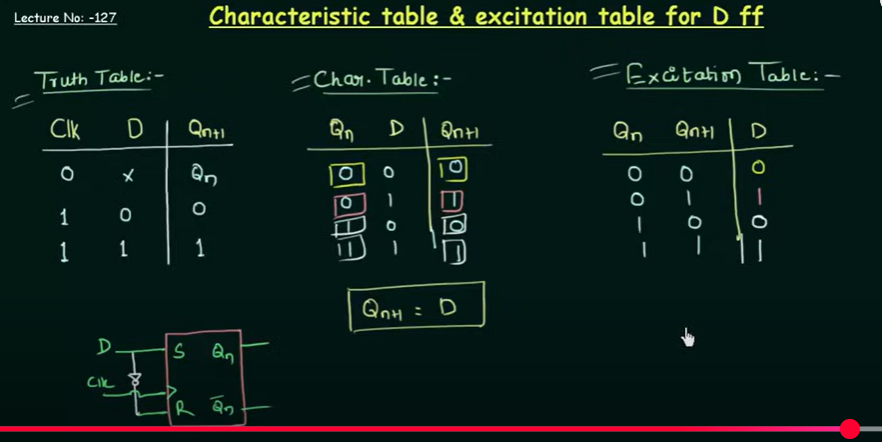 Lecture No: -127
Characteristic table & excitation table for D ff
Truth Table:-
Clk D Qn+1
0 x Qn
1 0 0
1 1 1
Char. Table:-
Qn D Qn+1
0 0 0
0 1 1
1 0 0
1 1 1
Qn+1 = D
Excitation Table:-
Qn Qn+1 D
0 0 0
0 1 1
1 0 0
1 1 1
D S Qn
Clk
R Q̅n